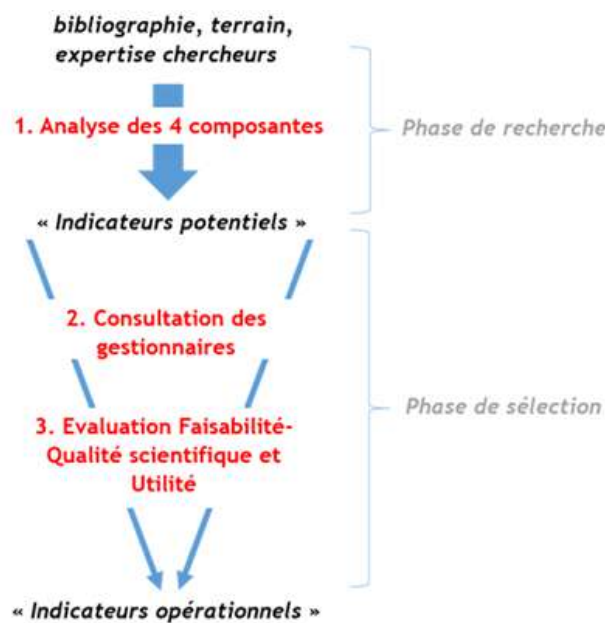 bibliographie, terrain,
expertise chercheurs
1. Analyse des 4 composantes
Phase de recherche
« Indicateurs potentiels »
2. Consultation des
gestionnaires
Phase de sélection
3. Evaluation Faisabilité-
Qualité scientifique et
Utilité
« Indicateurs opérationnels »